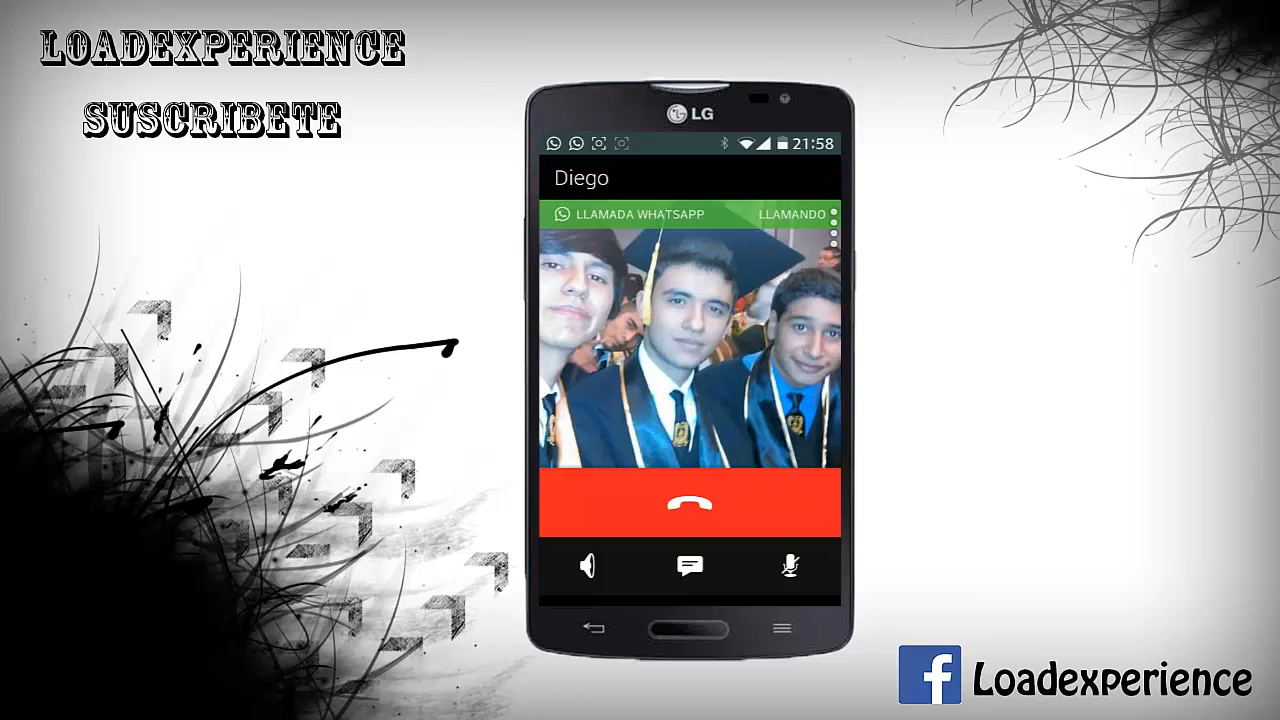 LOADEXPERIENCE
SUSCRIBETE
LG
21:58
Diego
LLAMADA WHATSAPP LLAMANDO
Loadexperience